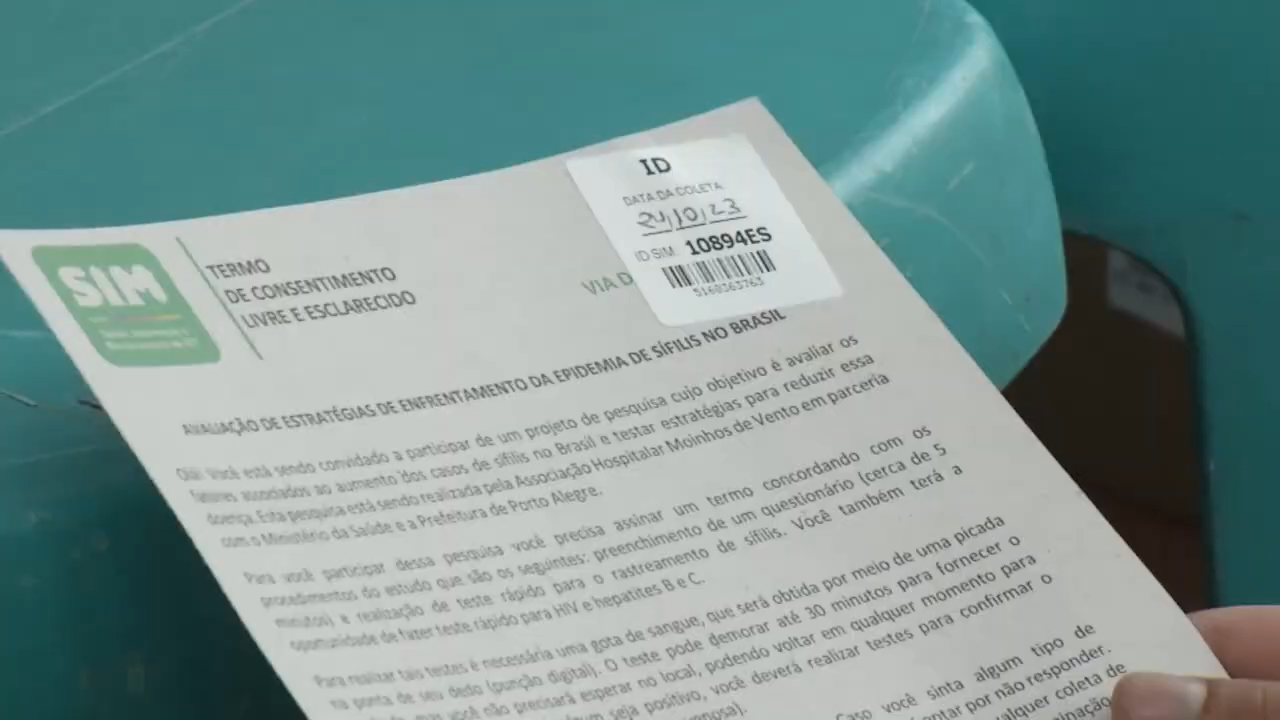 ID
DATA DA COLETA
24/10/23
ID SIM 10894ES
5160363763
SIM
TERMO
DE CONSENTIMENTO
LIVRE E ESCLARECIDO
VIA D
AVALIAÇÃO DE ESTRATÉGIAS DE ENFRENTAMENTO DA EPIDEMIA DE SÍFILIS NO BRASIL
Olá! Você está sendo convidado a participar de um projeto de pesquisa cujo objetivo é avaliar os
fatores associados ao aumento dos casos de sífilis no Brasil e testar estratégias para reduzir essa
doença. Esta pesquisa está sendo realizada pela Associação Hospitalar Moinhos de Vento em parceria
com o Ministério da Saúde e a Prefeitura de Porto Alegre.
Para você participar dessa pesquisa você precisa assinar um termo concordando com os
procedimentos do estudo que são os seguintes: preenchimento de um questionário (cerca de 5
minutos) e realização de teste rápido para o rastreamento de sífilis. Você também terá a
oportunidade de fazer teste rápido para HIV e hepatites B e C.
Para realizar tais testes é necessária uma gota de sangue, que será obtida por meio de uma picada
na ponta de seu dedo (punção digital). O teste pode demorar até 30 minutos para fornecer o
mas você não precisará esperar no local, podendo voltar em qualquer momento para
seja positivo, você deverá realizar testes para confirmar o
Caso você sinta algum tipo de
por não responder.
coleta de